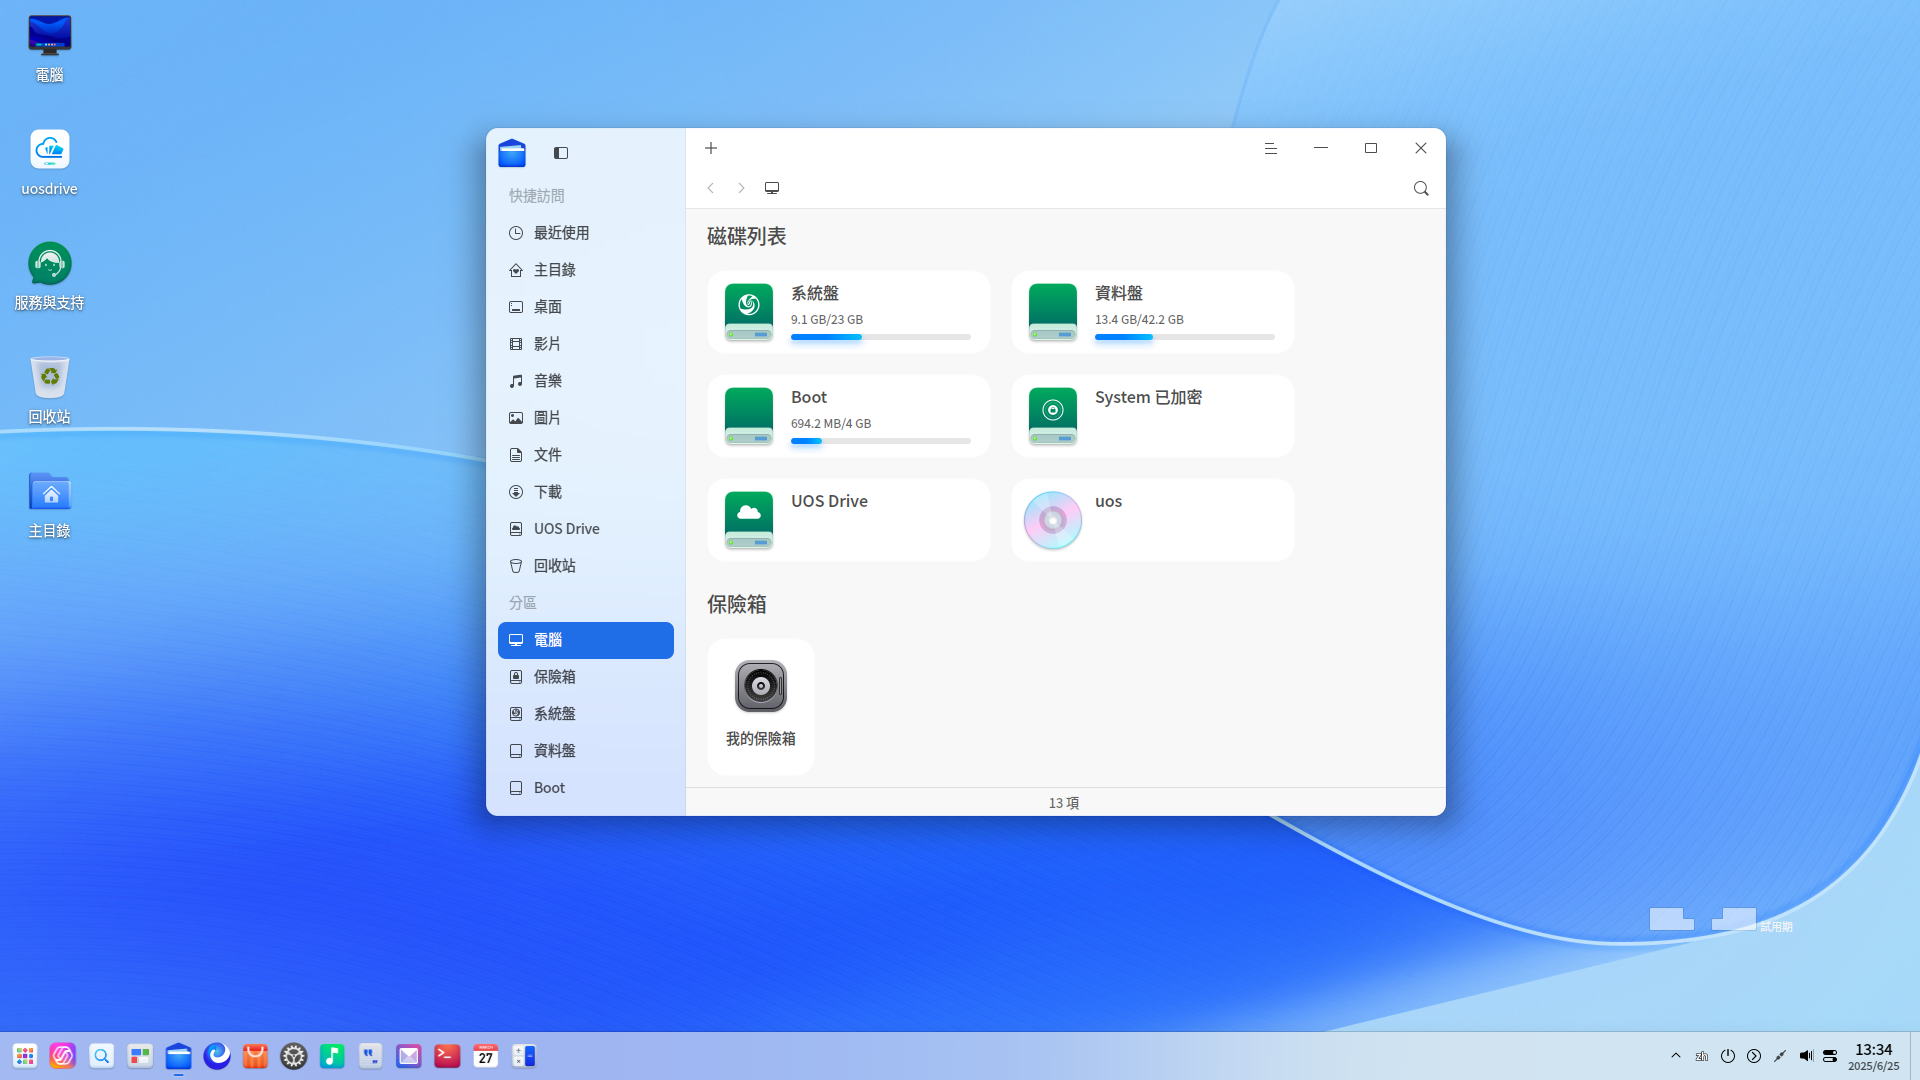 電腦
uosdrive
服務與支持
回收站
主目錄
快捷訪問
最近使用
主目錄
桌面
影片
音樂
圖片
文件
下載
UOS Drive
回收站
分區
電腦
保險箱
系統盤
資料盤
Boot
磁碟列表
系統盤
9.1 GB/23 GB
資料盤
13.4 GB/42.2 GB
Boot
694.2 MB/4 GB
System 已加密
UOS Drive
uos
保險箱
我的保險箱
13 項
試用期
MARCH
27
zh
13:34
2025/6/25